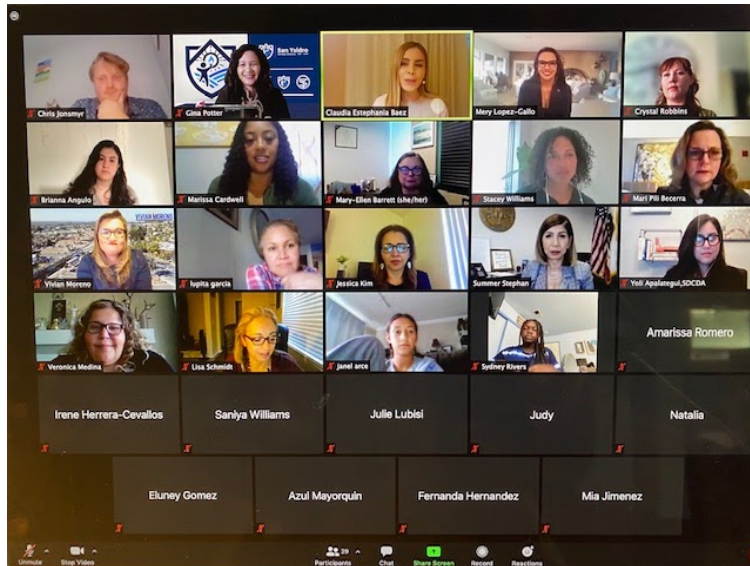 San Ysidro
Chris Jonsmyr
Gina Potter
Claudia Estephania Baez
Mery Lopez-Gallo
Crystal Robbins
Brianna Angulo
Marissa Cardwell
Mary-Ellen Barrett (she/her)
Stacey Williams
Mari Pili Becerra
VIVIAN MORENO
Vivian Moreno
lupita garcia
Jessica Kim
Summer Stephan
Yoli Apalategui,SDCDA
Veronica Medina
Lisa Schmidt
janel arce
Sydney Rivers
Amarissa Romero
Irene Herrera-Cevallos
Saniya Williams
Julie Lubisi
Judy
Natalia
Eluney Gomez
Azul Mayorquin
Fernanda Hernandez
Mia Jimenez
Unmute
Stop Video
Participants
29
Chat
Share Screen
Record
Reactions